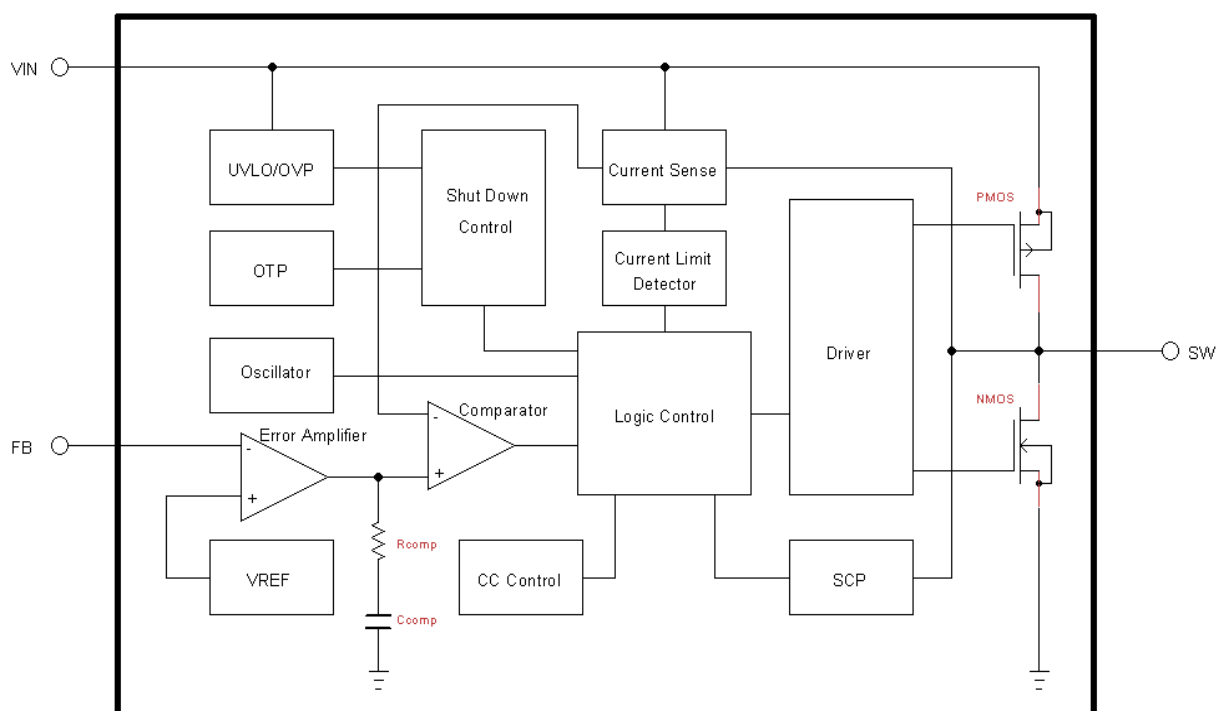 VIN
UVLO/OVP
Shut Down
Control
Current Sense
PMOS
OTP
Current Limit
Detector
Oscillator
Driver
SW
Comparator
Logic Control
NMOS
-
+
FB
Error Amplifier
-
+
VREF
Rcomp
Ccomp
CC Control
SCP